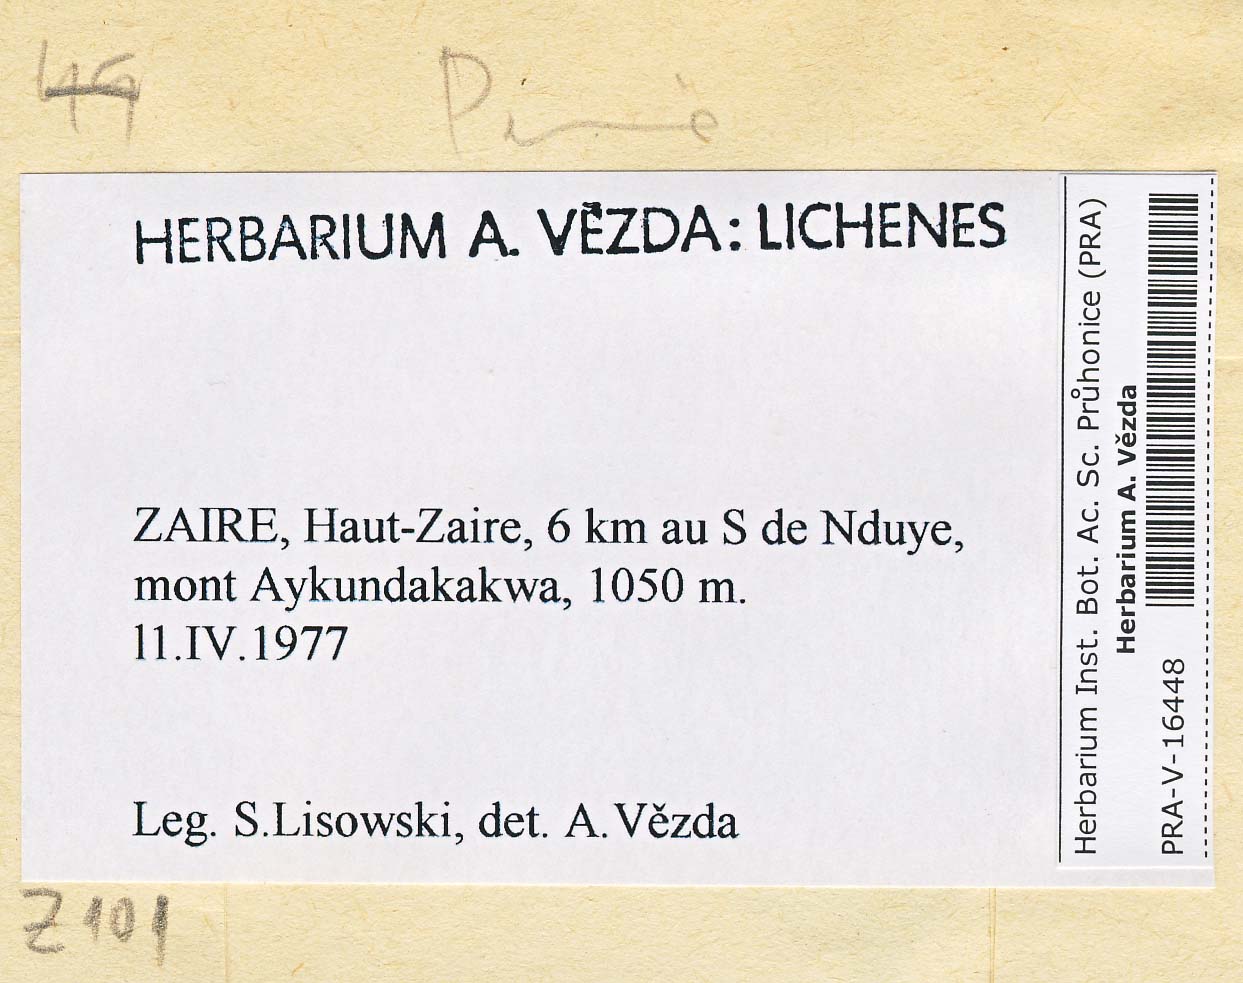 49
HERBARIUM A. VĚZDA: LICHENES
ZAIRE, Haut-Zaire, 6 km au S de Nduye,
mont Aykundakakwa, 1050 m.
11.IV.1977
Leg. S.Lisowski, det. A.Vězda
Herbarium Inst. Bot. Ac. Sc. Průhonice (PRA)
Herbarium A. Vězda
PRA-V-16448
Z 101